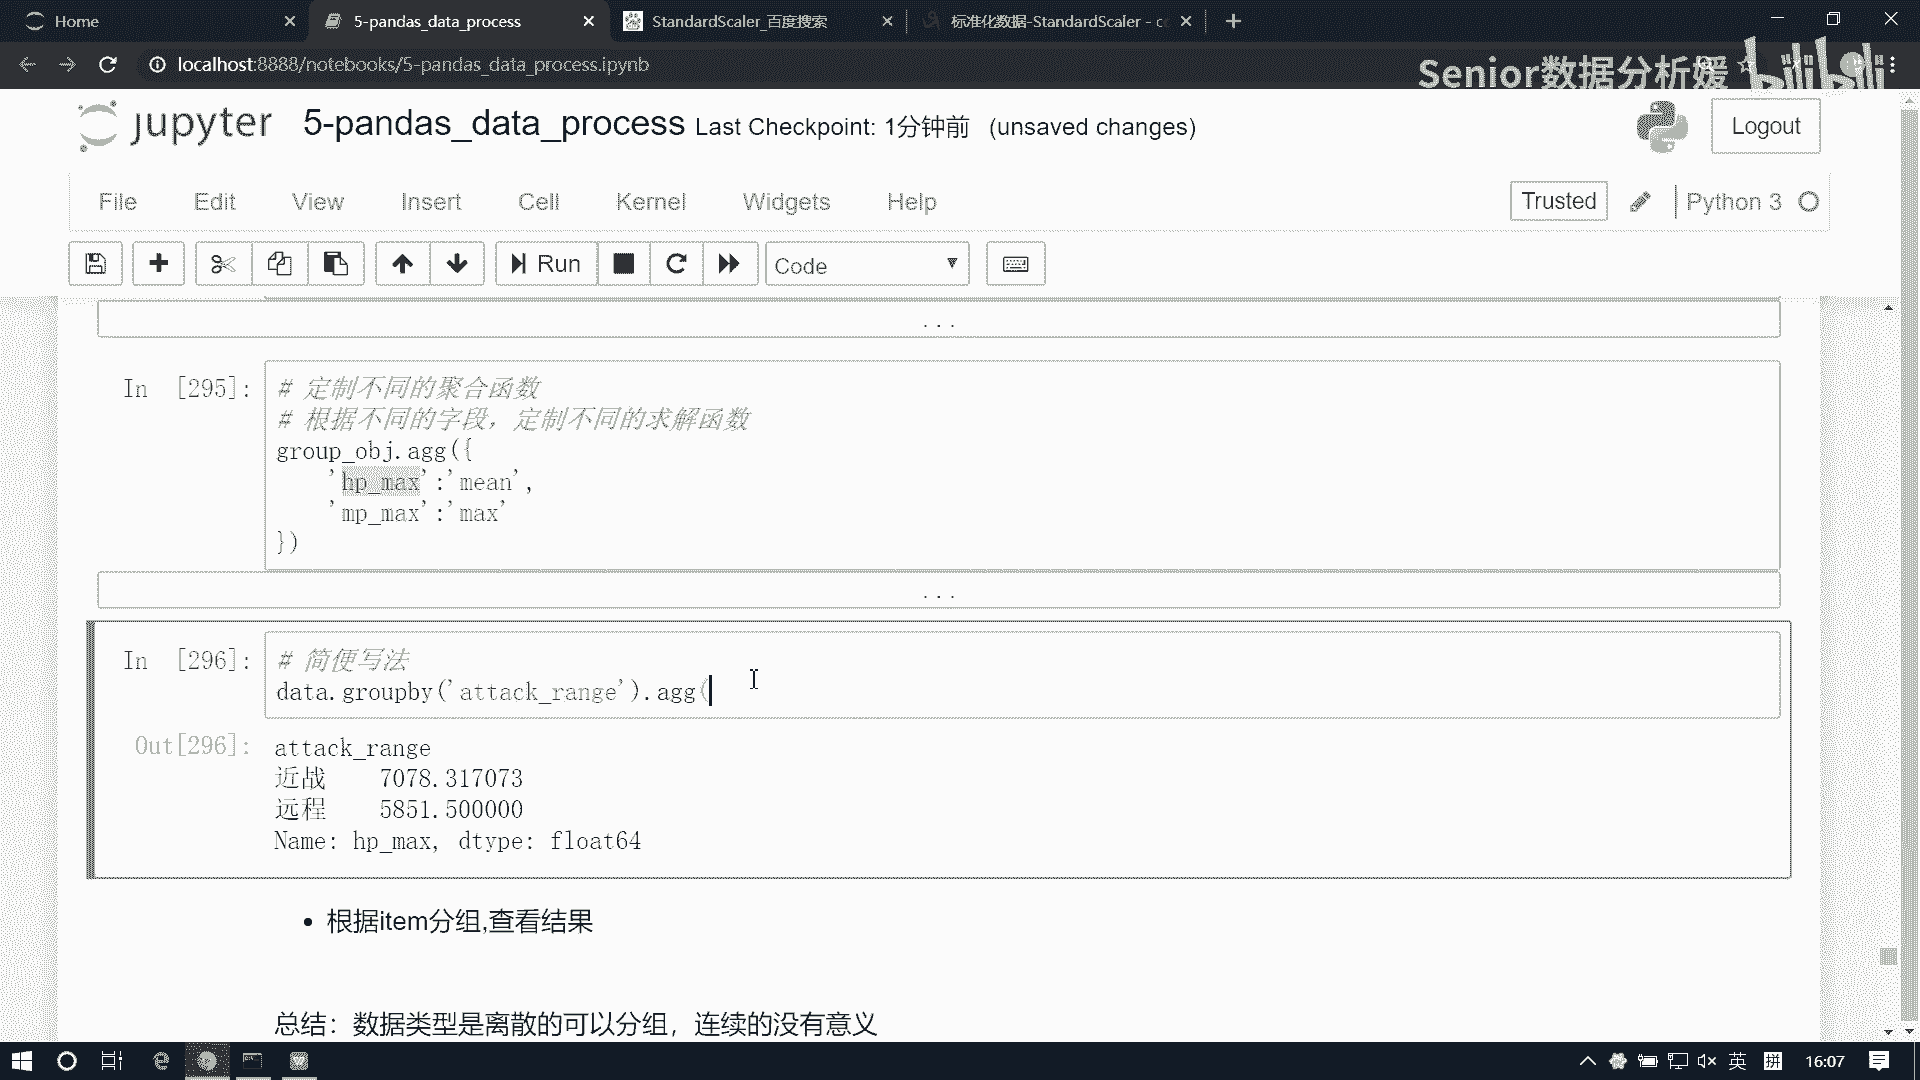 Home
5-pandas_data_process
StandardScaler_百度搜索
标准化数据-StandardScaler - c
localhost:8888/notebooks/5-pandas_data_process.ipynb
Senior数据分析媛
bilibili
jupyter
5-pandas_data_process Last Checkpoint: 1分钟前 (unsaved changes)
Logout
File Edit View Insert Cell Kernel Widgets Help
Trusted
Python 3
Run
Code
...
In [295]:
# 定制不同的聚合函数
# 根据不同的字段，定制不同的求解函数
group_obj.agg({
'hp_max':'mean',
'mp_max':'max'
})
...
In [296]:
# 简便写法
data.groupby('attack_range').agg(
Out[296]:
attack_range
近战 7078.317073
远程 5851.500000
Name: hp_max, dtype: float64
• 根据item分组,查看结果
总结：数据类型是离散的可以分组，连续的没有意义
英
拼
16:07